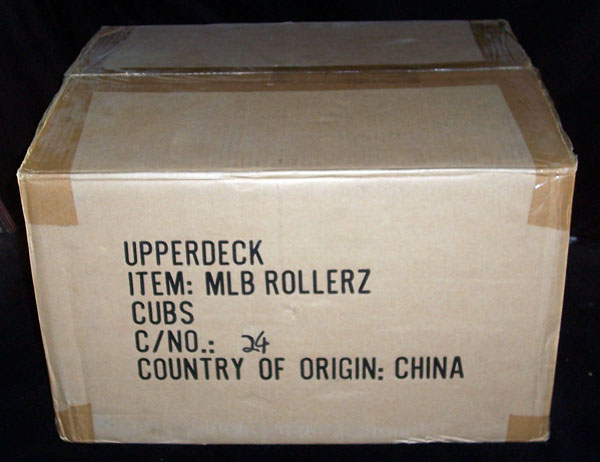 UPPERDECK
ITEM: MLB ROLLERZ
CUBS
C/NO.: 24
COUNTRY OF ORIGIN: CHINA